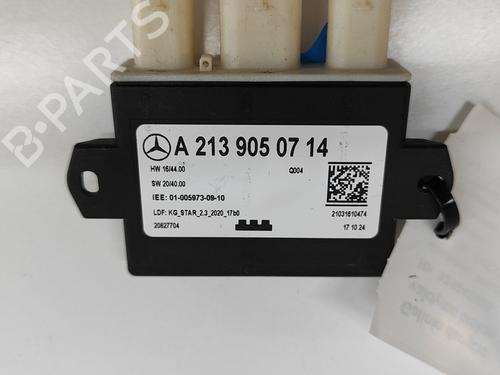 B-PARTS
A 213 905 07 14
HW 16/44.00
Q004
SW 20/40.00
IEE: 01-005973-09-10
LDF: KG_STAR_2.3_2020_17b0
21031610474
20827704
17 10 24